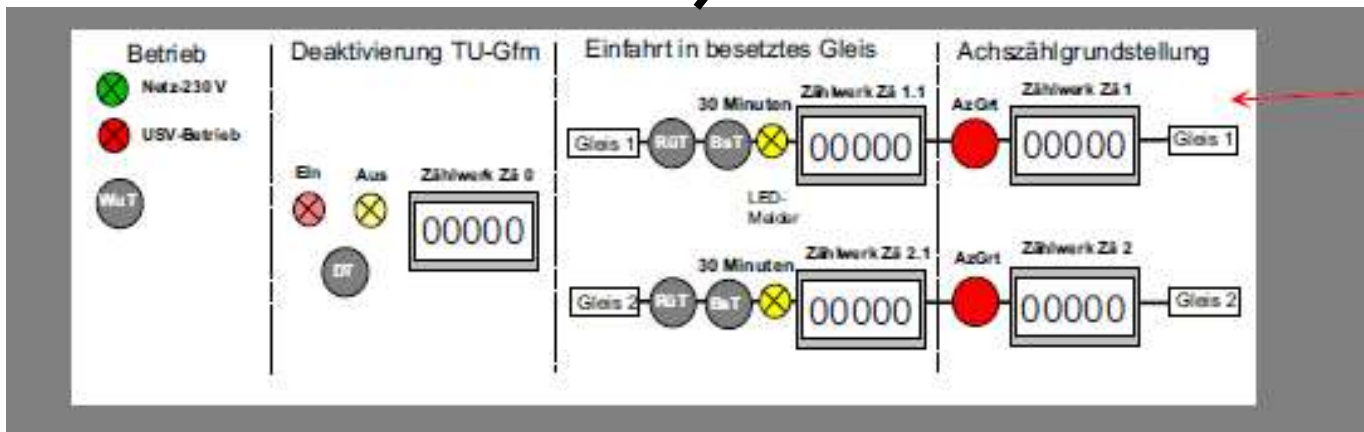 Betrieb
Netz-230 V
USV-Betrieb
WuT
Deaktivierung TU-Gfm
Ein
Aus
Zählwerk Zä 0
00000
DT
Einfahrt in besetztes Gleis
30 Minuten
Zählwerk Zä 1.1
Gleis 1
RüT
BsT
00000
LED-
Melder
30 Minuten
Zählwerk Zä 2.1
Gleis 2
RüT
BsT
00000
Achszählgrundstellung
AzGrt
Zählwerk Zä 1
00000
Gleis 1
AzGrt
Zählwerk Zä 2
00000
Gleis 2